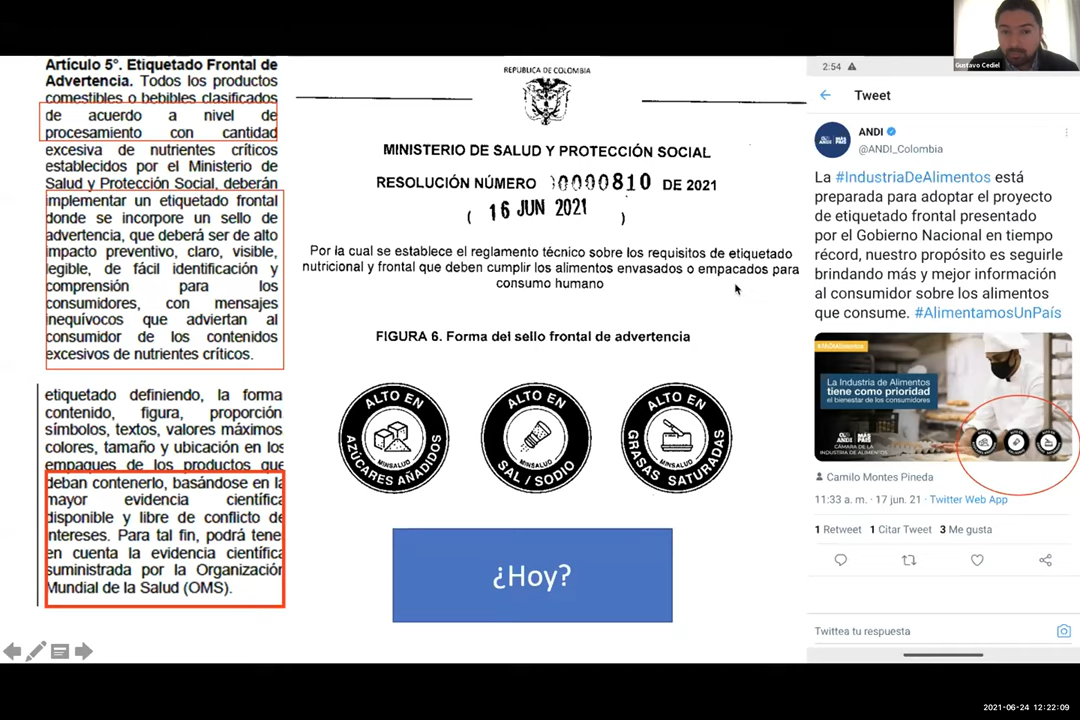 Gustavo Cediel
Artículo 5°. Etiquetado Frontal de
Advertencia. Todos los productos
comestibles o bebibles clasificados
de acuerdo a nivel de
procesamiento con cantidad
excesiva de nutrientes críticos
establecidos por el Ministerio de
Salud y Protección Social, deberán
implementar un etiquetado frontal
donde se incorpore un sello de
advertencia, que deberá ser de alto
impacto preventivo, claro, visible,
legible, de fácil identificación y
comprensión para los
consumidores, con mensajes
inequívocos que adviertan al
consumidor de los contenidos
excesivos de nutrientes críticos.
etiquetado definiendo, la forma
contenido, figura, proporción
símbolos, textos, valores máximos
colores, tamaño y ubicación en los
empaques de los productos que
deban contenerlo, basándose en la
mayor evidencia científica
disponible y libre de conflicto de
intereses. Para tal fin, podrá tene
en cuenta la evidencia científica
suministrada por la Organización
Mundial de la Salud (OMS).
REPUBLICA DE COLOMBIA
MINISTERIO DE SALUD Y PROTECCIÓN SOCIAL
RESOLUCIÓN NÚMERO 0000810 DE 2021
( 16 JUN 2021 )
Por la cual se establece el reglamento técnico sobre los requisitos de etiquetado
nutricional y frontal que deben cumplir los alimentos envasados o empacados para
consumo humano
FIGURA 6. Forma del sello frontal de advertencia
ALTO EN
MINSALUD
AZÚCARES AÑADIDOS
ALTO EN
MINSALUD
SAL / SODIO
ALTO EN
MINSALUD
GRASAS SATURADAS
¿Hoy?
2:54
Tweet
ANDI
@ANDI_Colombia
La #IndustriaDeAlimentos está
preparada para adoptar el proyecto
de etiquetado frontal presentado
por el Gobierno Nacional en tiempo
récord, nuestro propósito es seguirle
brindando más y mejor información
al consumidor sobre los alimentos
que consume. #AlimentamosUnPaís
La Industria de Alimentos
tiene como prioridad
el bienestar de los consumidores
ANDI MÁS PAÍS
CÁMARA DE LA
INDUSTRIA DE ALIMENTOS
Camilo Montes Pineda
11:33 a. m. · 17 jun. 21 · Twitter Web App
1 Retweet 1 Citar Tweet 3 Me gusta
Twittea tu respuesta
2021-06-24 12:22:09